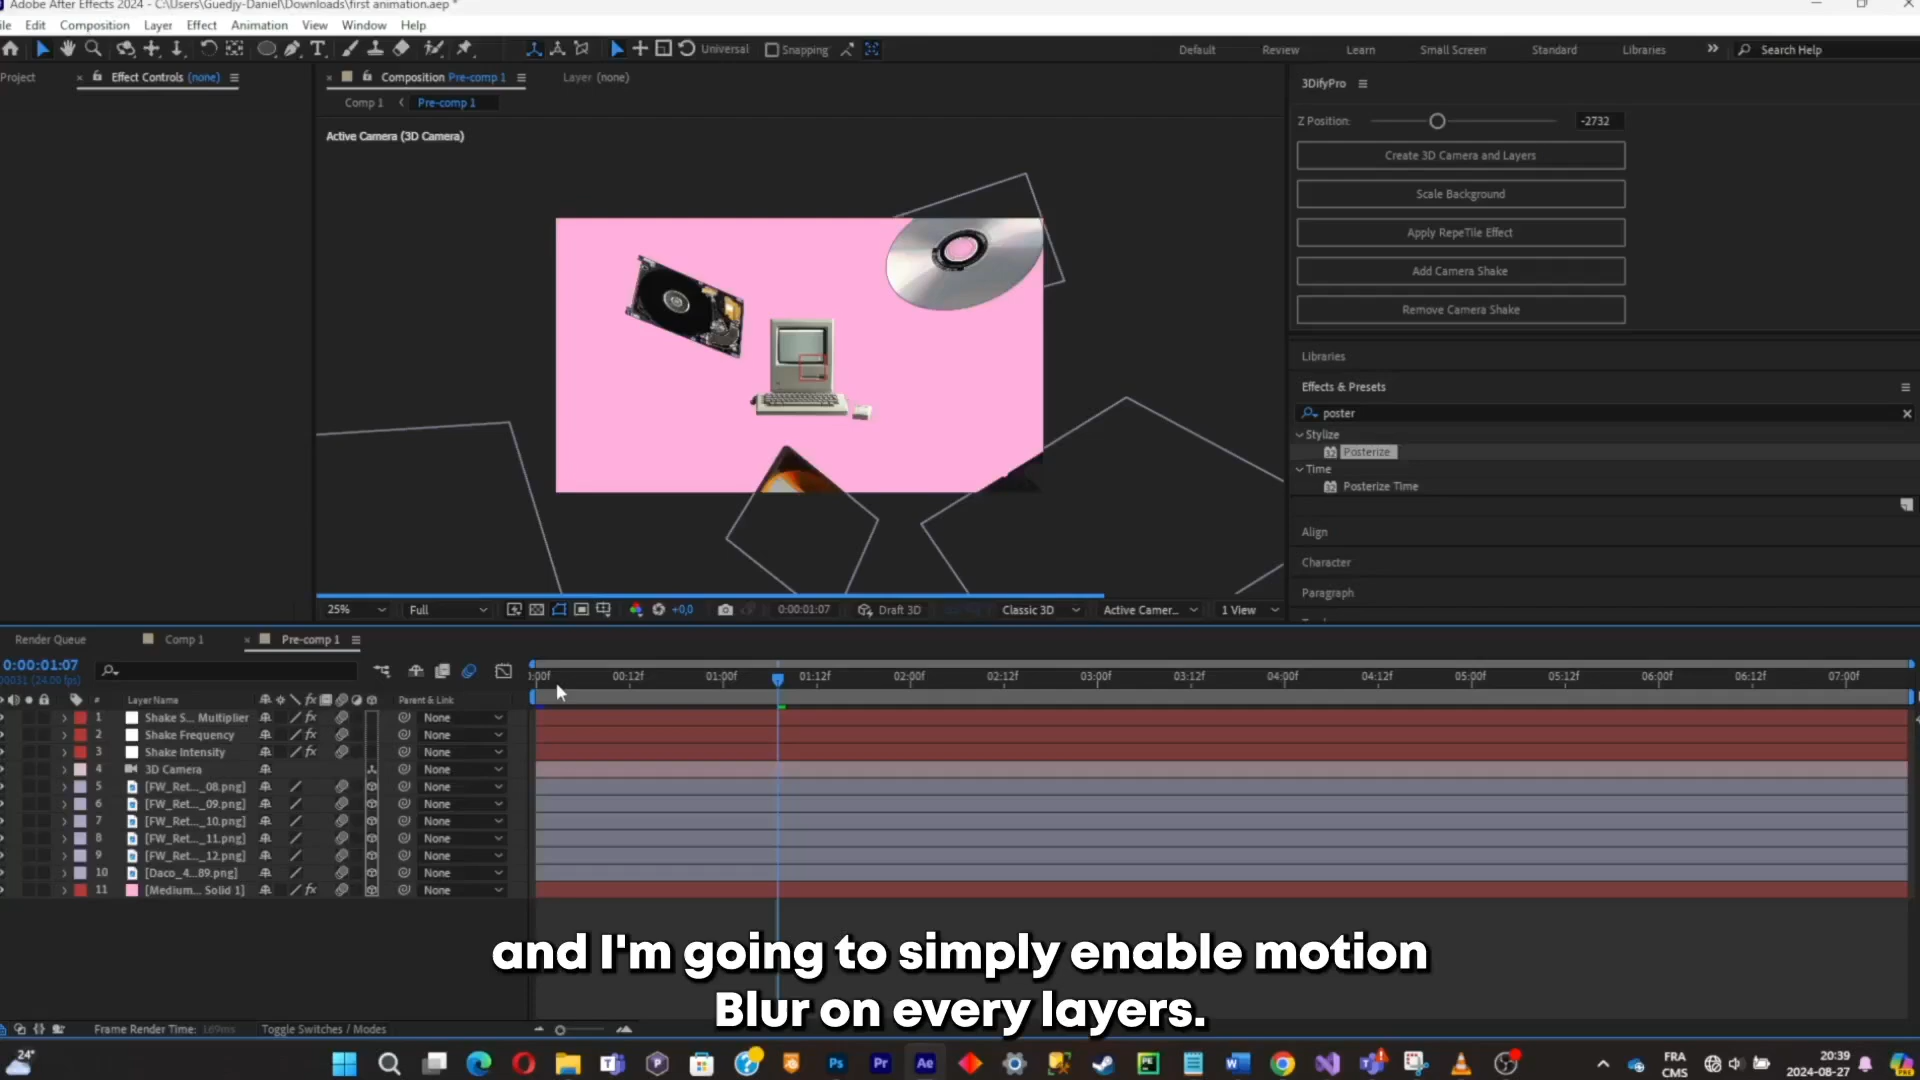 Adobe After Effects 2024 - C:\Users\Guedjy-Daniel\Downloads\first animation.aep *
Edit Composition Layer Effect Animation View Window Help
Universal Snapping Default Review Learn Small Screen Standard Libraries Search Help
Project Effect Controls (none) Composition Pre-comp 1 Layer (none) 3DifyPro
Comp 1 Pre-comp 1
Active Camera (3D Camera)
Z Position: -2732
Create 3D Camera and Layers
Scale Background
Apply RepeTile Effect
Add Camera Shake
Remove Camera Shake
Libraries
Effects & Presets
poster
Stylize
Posterize
Time
Posterize Time
Align
Character
Paragraph
25% Full +0,0 0:00:01:07 Draft 3D Classic 3D Active Camer... 1 View
Render Queue Comp 1 Pre-comp 1
0:00:01:07
00031 (24.09 fps)
:00f 00:12f 01:00f 01:12f 02:00f 02:12f 03:00f 03:12f 04:00f 04:12f 05:00f 05:12f 06:00f 06:12f 07:00f
# Layer Name Parent & Link
1 Shake S... Multiplier None
2 Shake Frequency None
3 Shake Intensity None
4 3D Camera None
5 [FW_Ret..._08.png] None
6 [FW_Ret..._09.png] None
7 [FW_Ret..._10.png] None
8 [FW_Ret..._11.png] None
9 [FW_Ret..._12.png] None
10 [Daco_4...89.png] None
11 [Medium... Solid 1] None
and I'm going to simply enable motion
Blur on every layers.
Frame Render Time: 169ms Toggle Switches / Modes
24°
FRA
CMS
20:39
2024-08-27